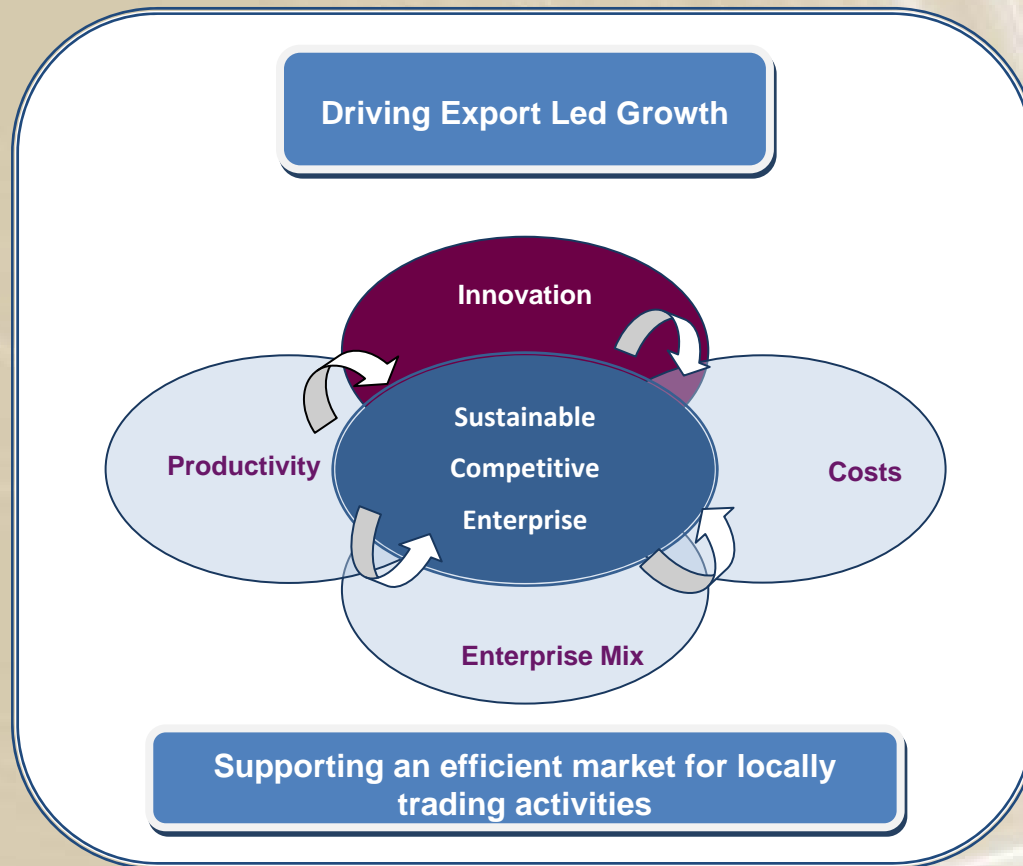 Driving Export Led Growth
Innovation
Sustainable
Competitive
Enterprise
Productivity
Costs
Enterprise Mix
Supporting an efficient market for locally
trading activities